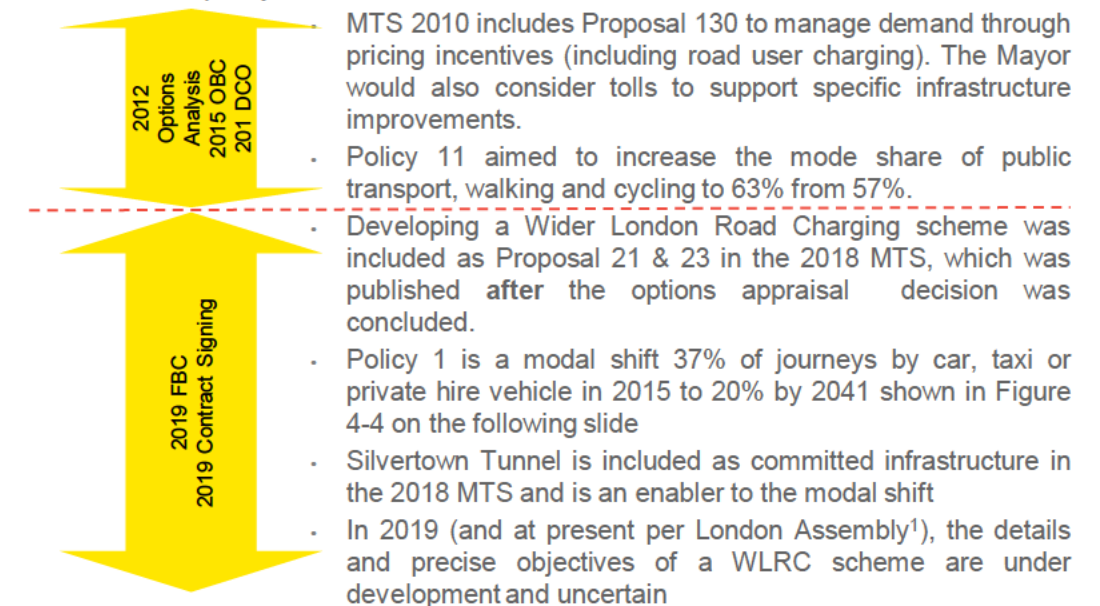 2012
Options
Analysis
2015 OBC
201 DCO
MTS 2010 includes Proposal 130 to manage demand through
pricing incentives (including road user charging). The Mayor
would also consider tolls to support specific infrastructure
improvements.
Policy 11 aimed to increase the mode share of public
transport, walking and cycling to 63% from 57%.
2019 FBC
2019 Contract Signing
Developing a Wider London Road Charging scheme was
included as Proposal 21 & 23 in the 2018 MTS, which was
published after the options appraisal decision was
concluded.
Policy 1 is a modal shift 37% of journeys by car, taxi or
private hire vehicle in 2015 to 20% by 2041 shown in Figure
4-4 on the following slide
Silvertown Tunnel is included as committed infrastructure in
the 2018 MTS and is an enabler to the modal shift
In 2019 (and at present per London Assembly¹), the details
and precise objectives of a WLRC scheme are under
development and uncertain